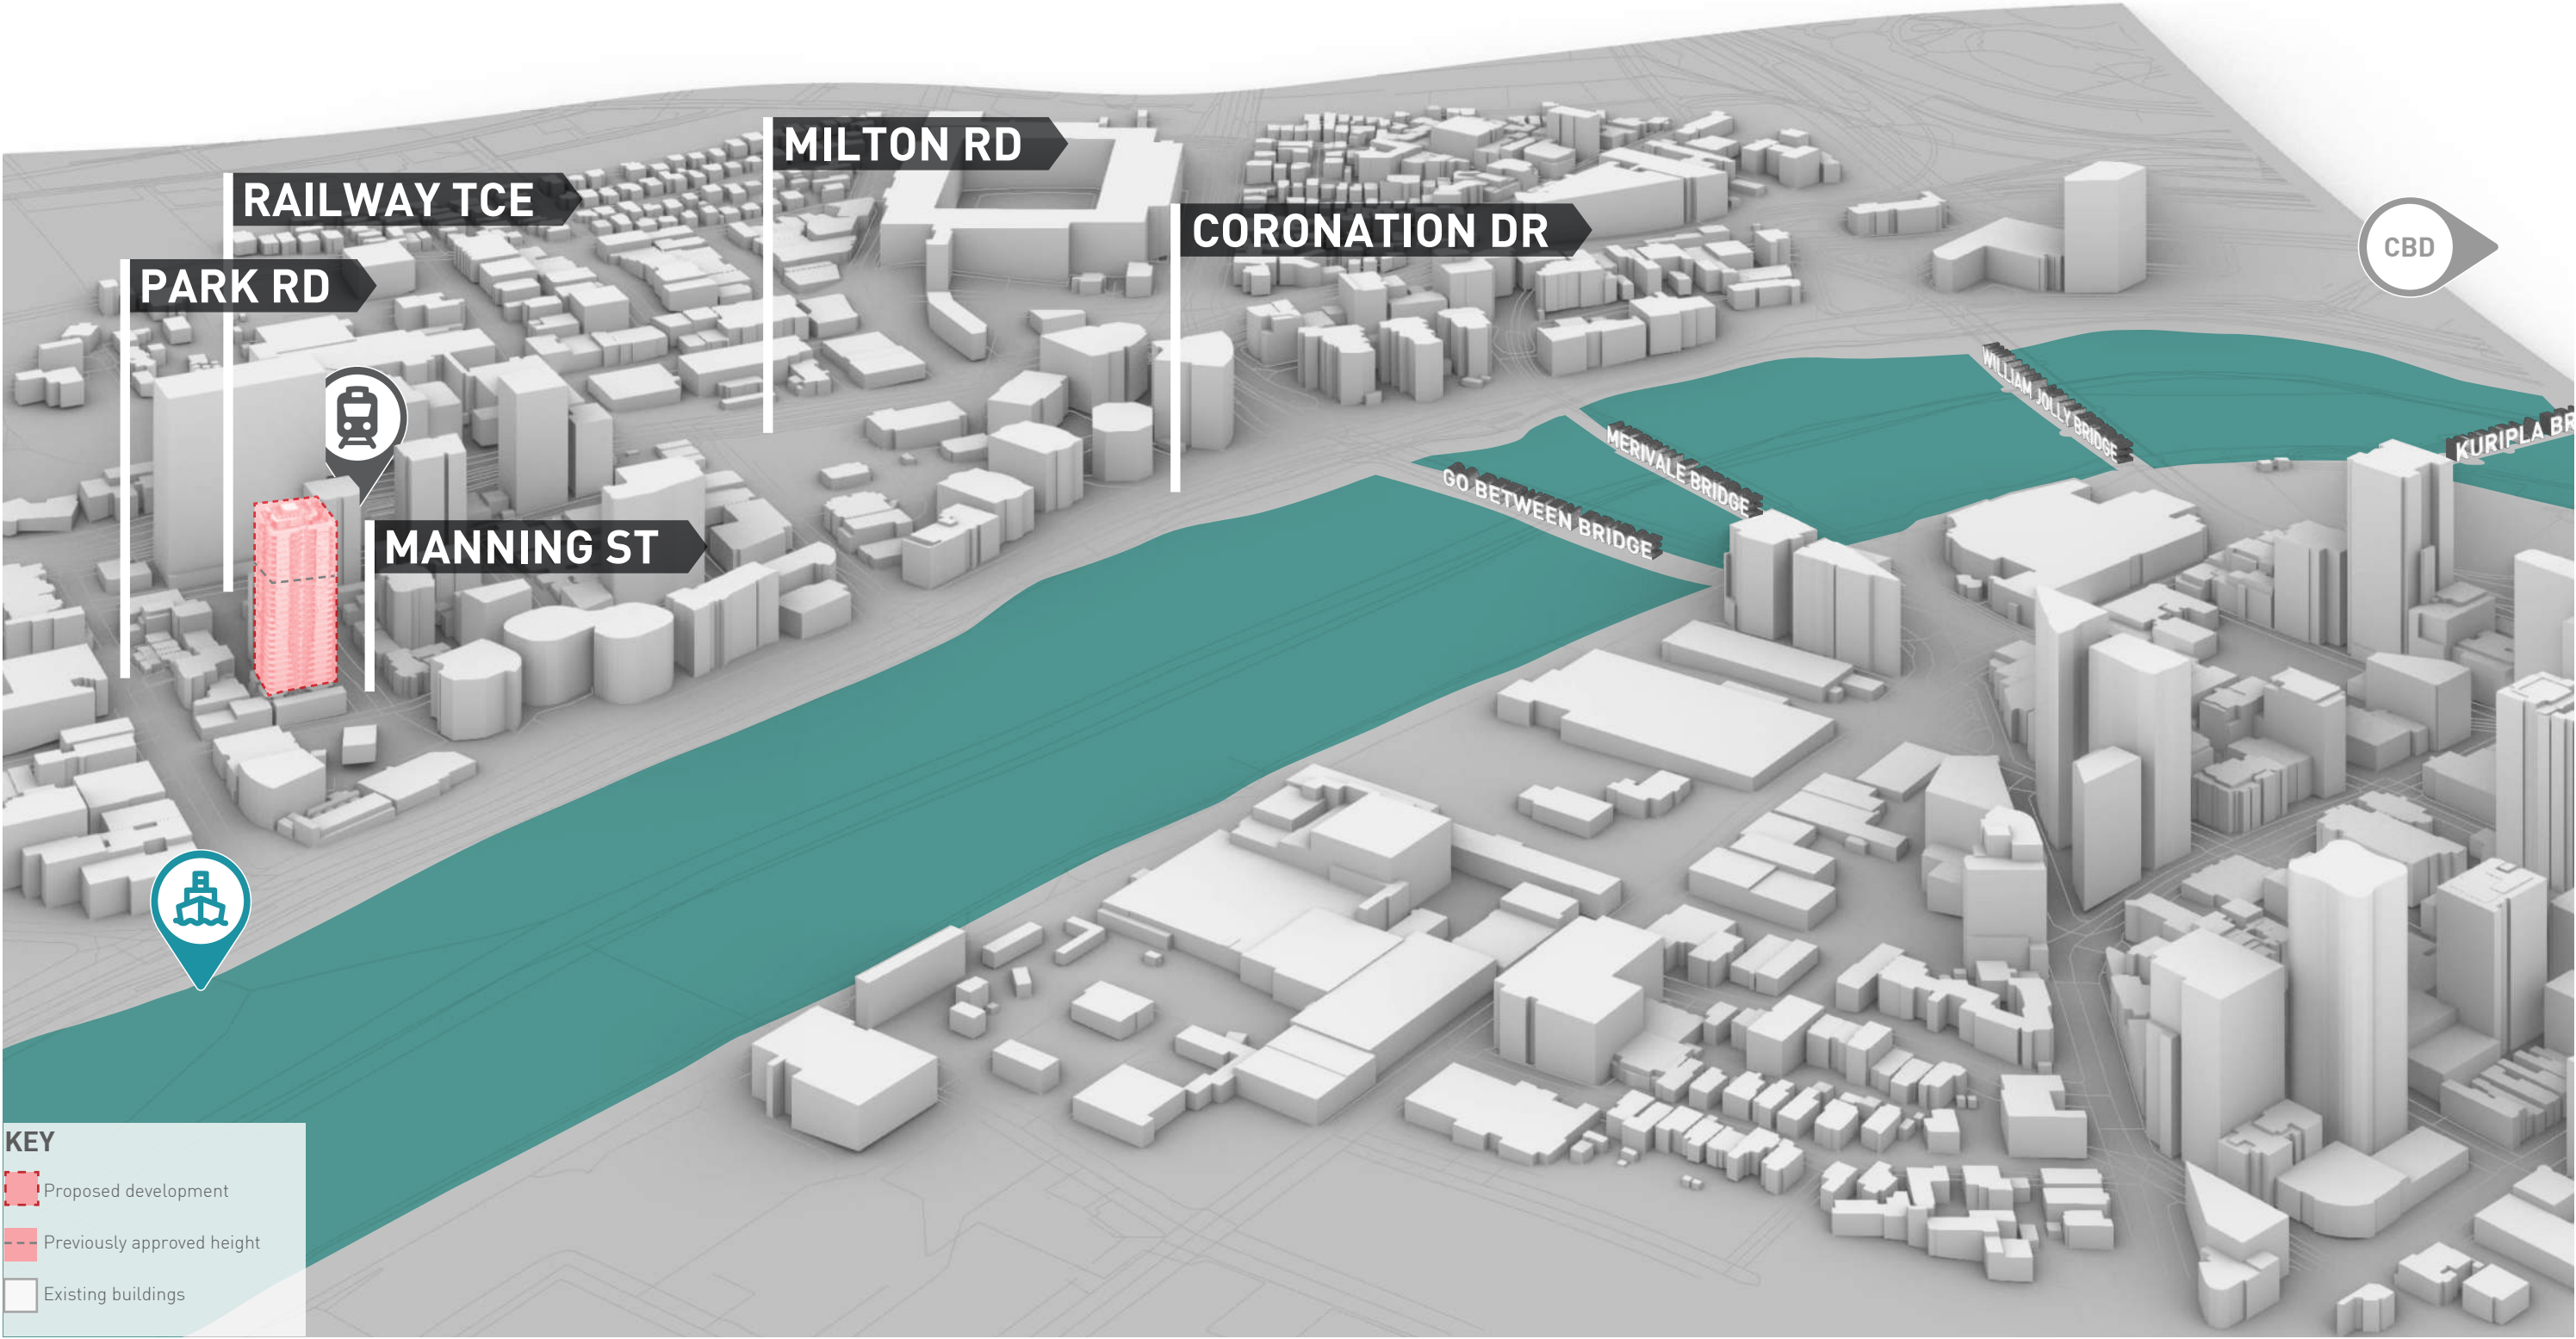 MILTON RD
RAILWAY TCE
CORONATION DR
CBD
PARK RD
WILLIAM JOLLY BRIDGE
KURIPLA BR
MERIVALE BRIDGE
GO BETWEEN BRIDGE
MANNING ST
KEY
Proposed development
Previously approved height
Existing buildings